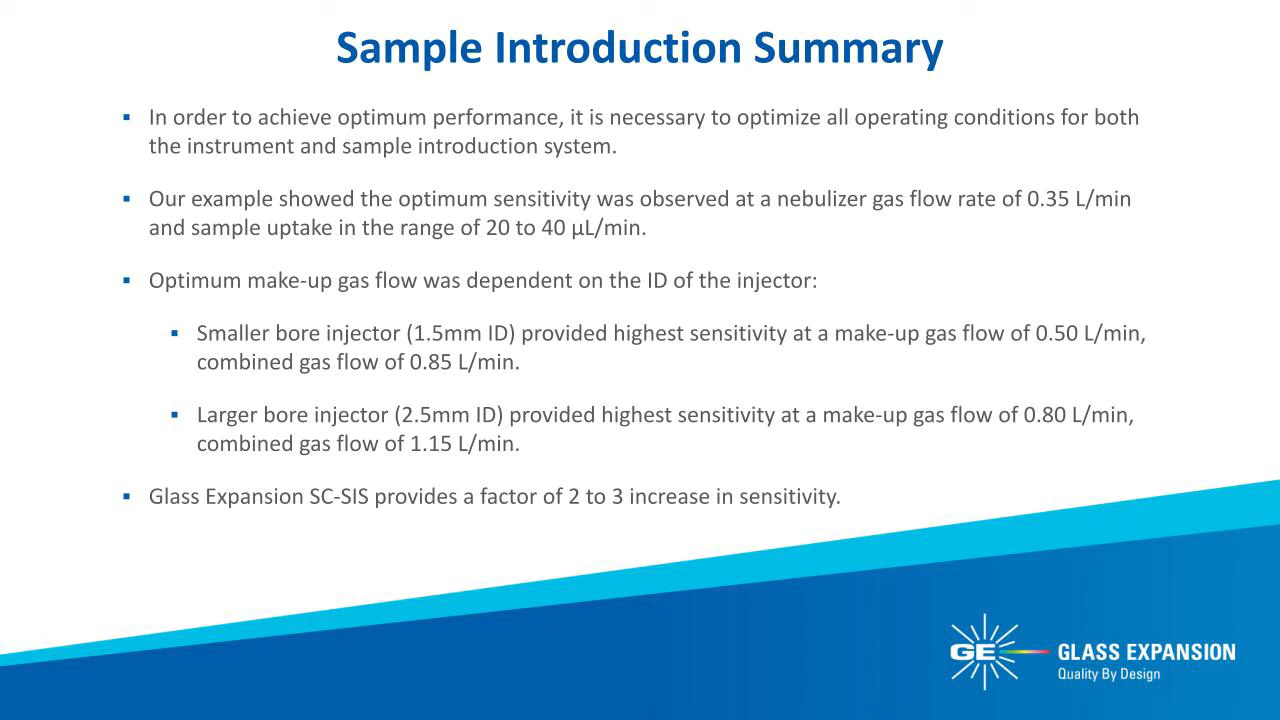 Sample Introduction Summary
▪ In order to achieve optimum performance, it is necessary to optimize all operating conditions for both
the instrument and sample introduction system.
▪ Our example showed the optimum sensitivity was observed at a nebulizer gas flow rate of 0.35 L/min
and sample uptake in the range of 20 to 40 µL/min.
▪ Optimum make-up gas flow was dependent on the ID of the injector:
▪ Smaller bore injector (1.5mm ID) provided highest sensitivity at a make-up gas flow of 0.50 L/min,
combined gas flow of 0.85 L/min.
▪ Larger bore injector (2.5mm ID) provided highest sensitivity at a make-up gas flow of 0.80 L/min,
combined gas flow of 1.15 L/min.
▪ Glass Expansion SC-SIS provides a factor of 2 to 3 increase in sensitivity.
GE GLASS EXPANSION
Quality By Design